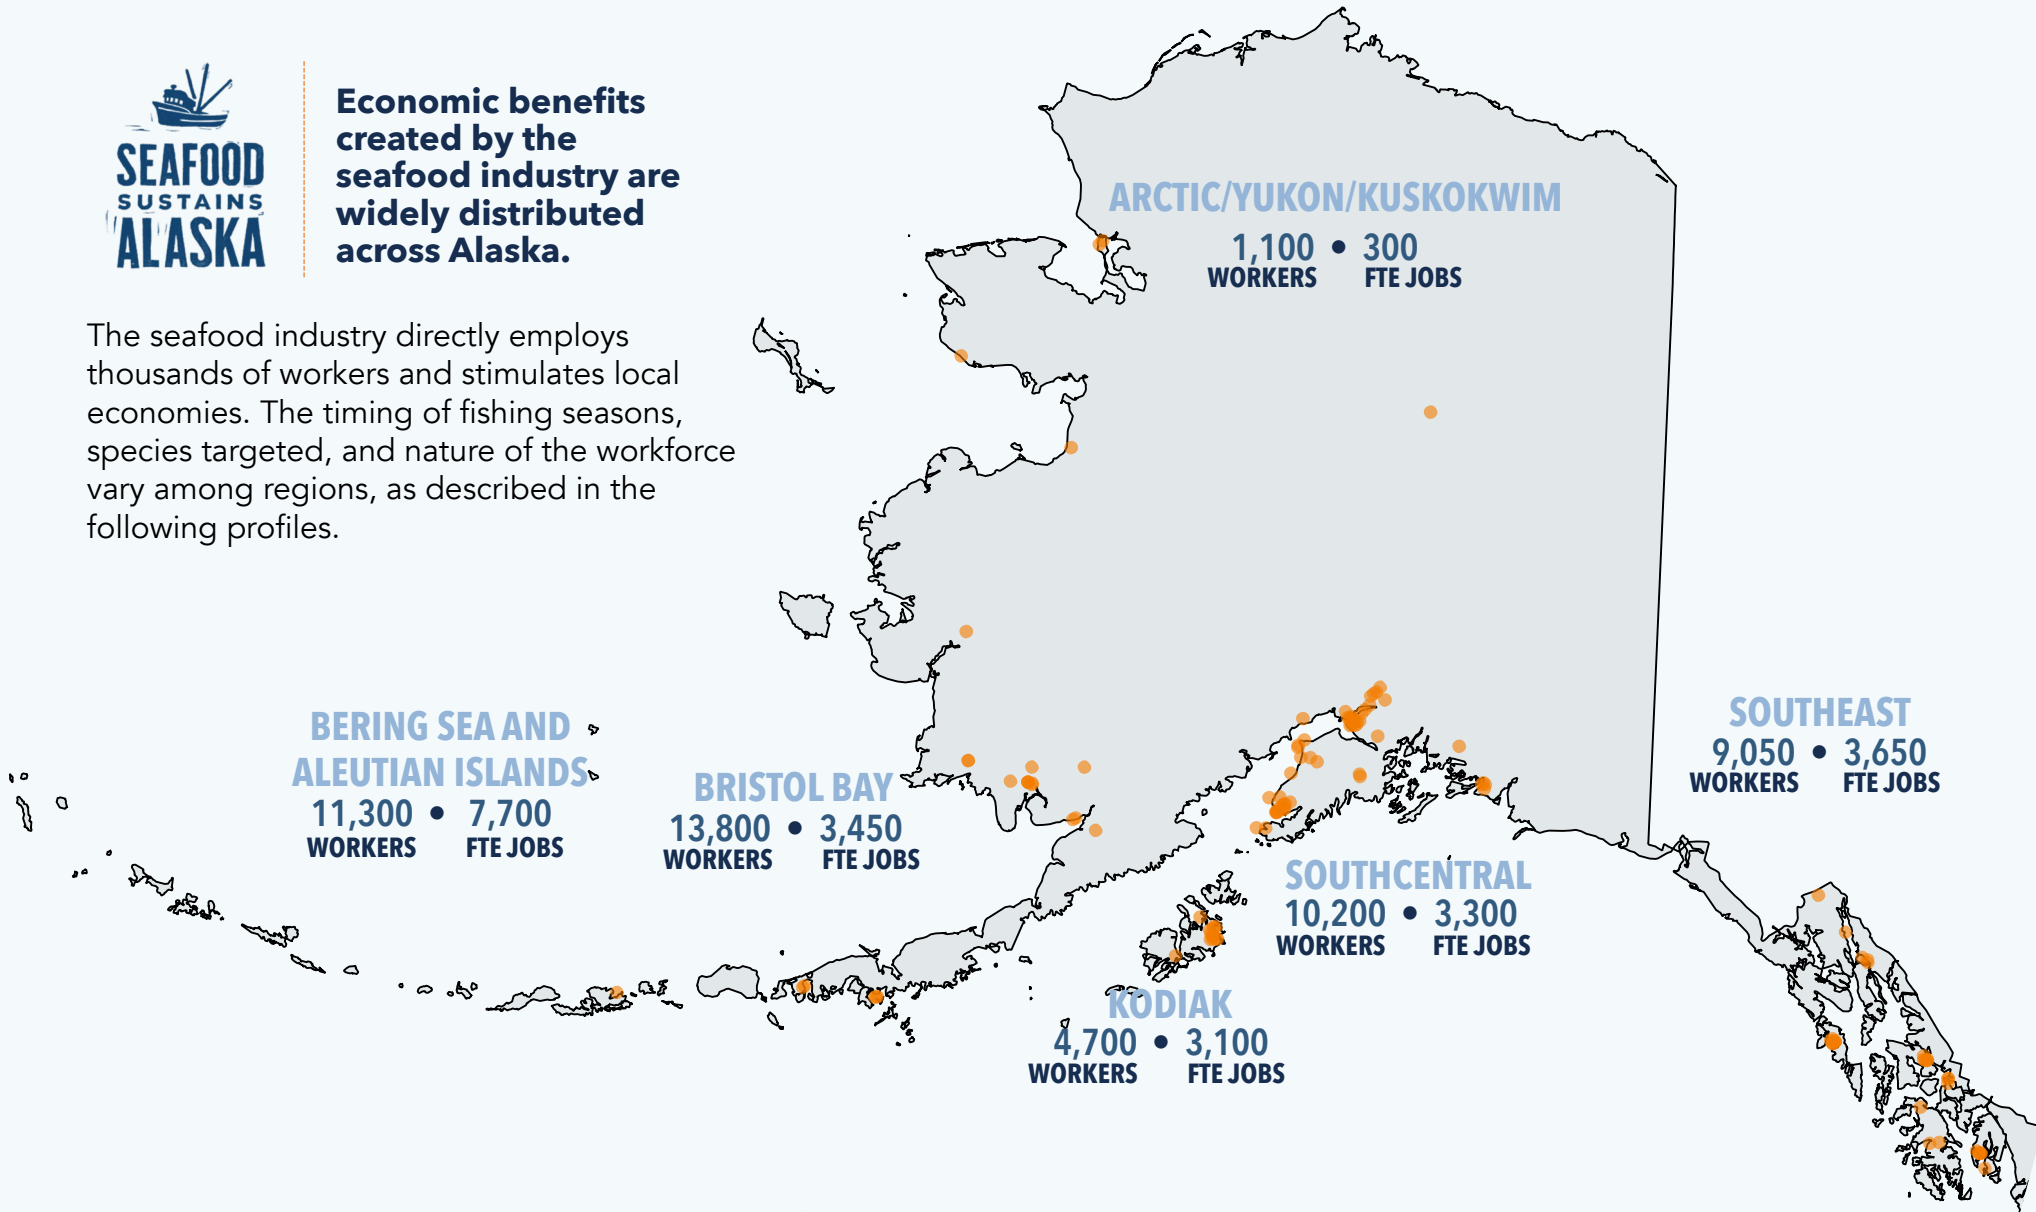 SEAFOOD
SUSTAINS
ALASKA
Economic benefits
created by the
seafood industry are
widely distributed
across Alaska.
The seafood industry directly employs
thousands of workers and stimulates local
economies. The timing of fishing seasons,
species targeted, and nature of the workforce
vary among regions, as described in the
following profiles.
ARCTIC/YUKON/KUSKOKWIM
1,100 • 300
WORKERS FTE JOBS
BERING SEA AND
ALEUTIAN ISLANDS
11,300 • 7,700
WORKERS FTE JOBS
BRISTOL BAY
13,800 • 3,450
WORKERS FTE JOBS
SOUTHEAST
9,050 • 3,650
WORKERS FTE JOBS
SOUTHCENTRAL
10,200 • 3,300
WORKERS FTE JOBS
KODIAK
4,700 • 3,100
WORKERS FTE JOBS